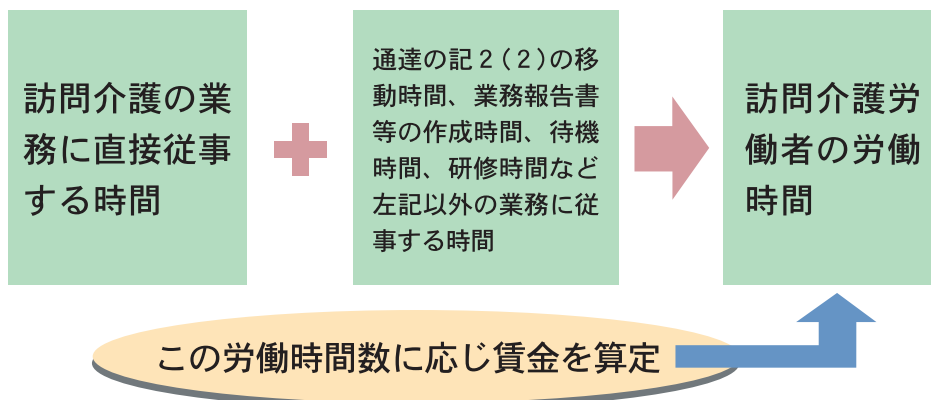 訪問介護の業
務に直接従事
する時間
通達の記２(２)の移
動時間、業務報告書
等の作成時間、待機
時間、研修時間など
左記以外の業務に従
事する時間
訪問介護労
働者の労働
時間
この労働時間数に応じ賃金を算定